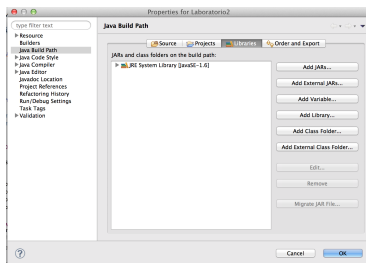 Properties for Laboratorio2
type filter text
Resource
Builders
Java Build Path
Java Code Style
Java Compiler
Java Editor
Javadoc Location
Project References
Refactoring History
Run/Debug Settings
Task Tags
Validation
Java Build Path
Source
Projects
Libraries
Order and Export
JARs and class folders on the build path:
JRE System Library [JavaSE-1.6]
Add JARs...
Add External JARs...
Add Variable...
Add Library...
Add Class Folder...
Add External Class Folder...
Edit...
Remove
Migrate JAR File...
?
Cancel
OK